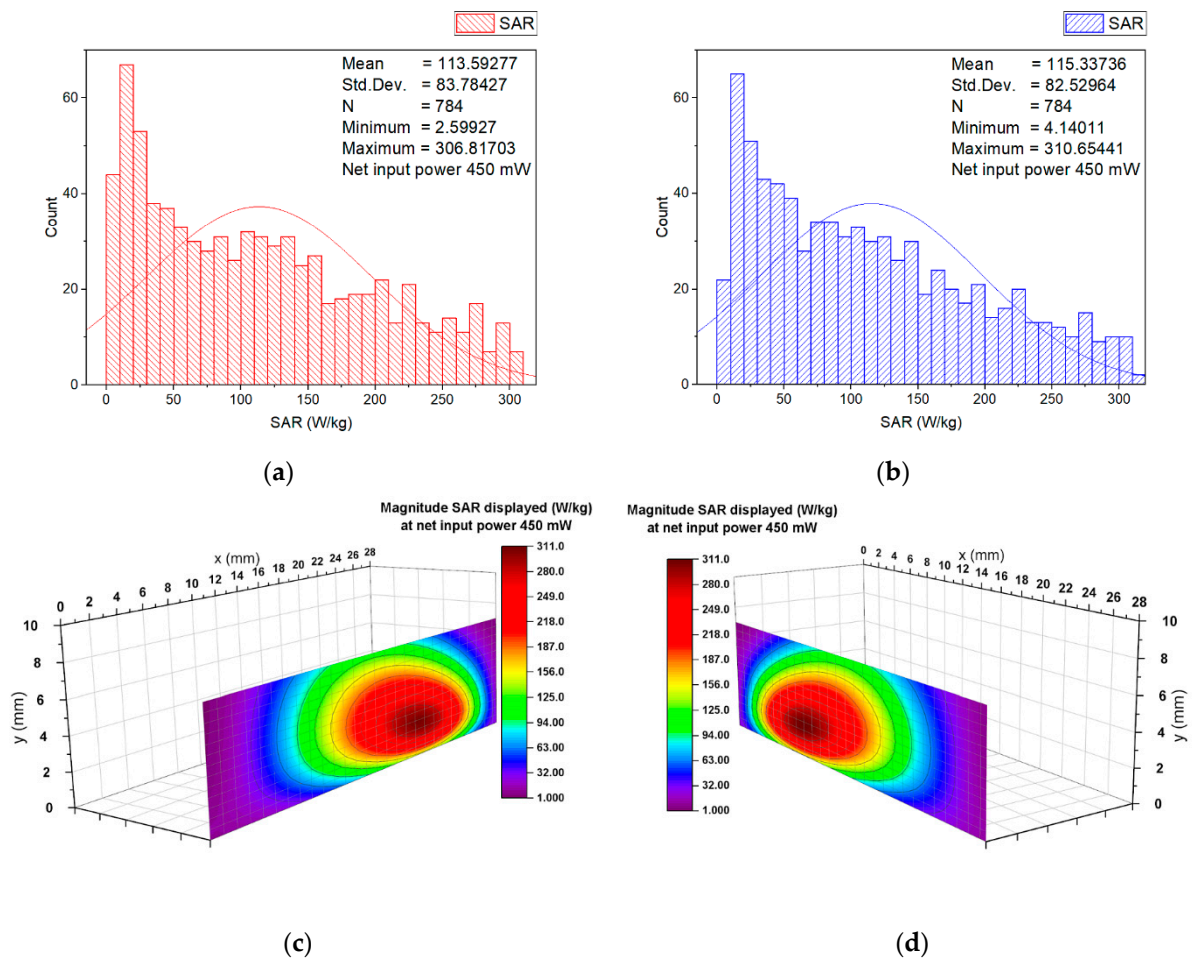 (a)
SAR
Mean = 113.59277
Std.Dev. = 83.78427
N = 784
Minimum = 2.59927
Maximum = 306.81703
Net input power 450 mW
60
40
20
0
Count
0 50 100 150 200 250 300
SAR (W/kg)
(b)
SAR
Mean = 115.33736
Std.Dev. = 82.52964
N = 784
Minimum = 4.14011
Maximum = 310.65441
Net input power 450 mW
60
40
20
0
Count
0 50 100 150 200 250 300
SAR (W/kg)
(c)
Magnitude SAR displayed (W/kg)
at net input power 450 mW
x (mm)
0 2 4 6 8 10 12 14 16 18 20 22 24 26 28
10
8
6
4
2
0
y (mm)
311.0
280.0
249.0
218.0
187.0
156.0
125.0
94.00
63.00
32.00
1.000
(d)
Magnitude SAR displayed (W/kg)
at net input power 450 mW
311.0
280.0
249.0
218.0
187.0
156.0
125.0
94.00
63.00
32.00
1.000
x (mm)
0 2 4 6 8 10 12 14 16 18 20 22 24 26 28
10
8
6
4
2
0
y (mm)